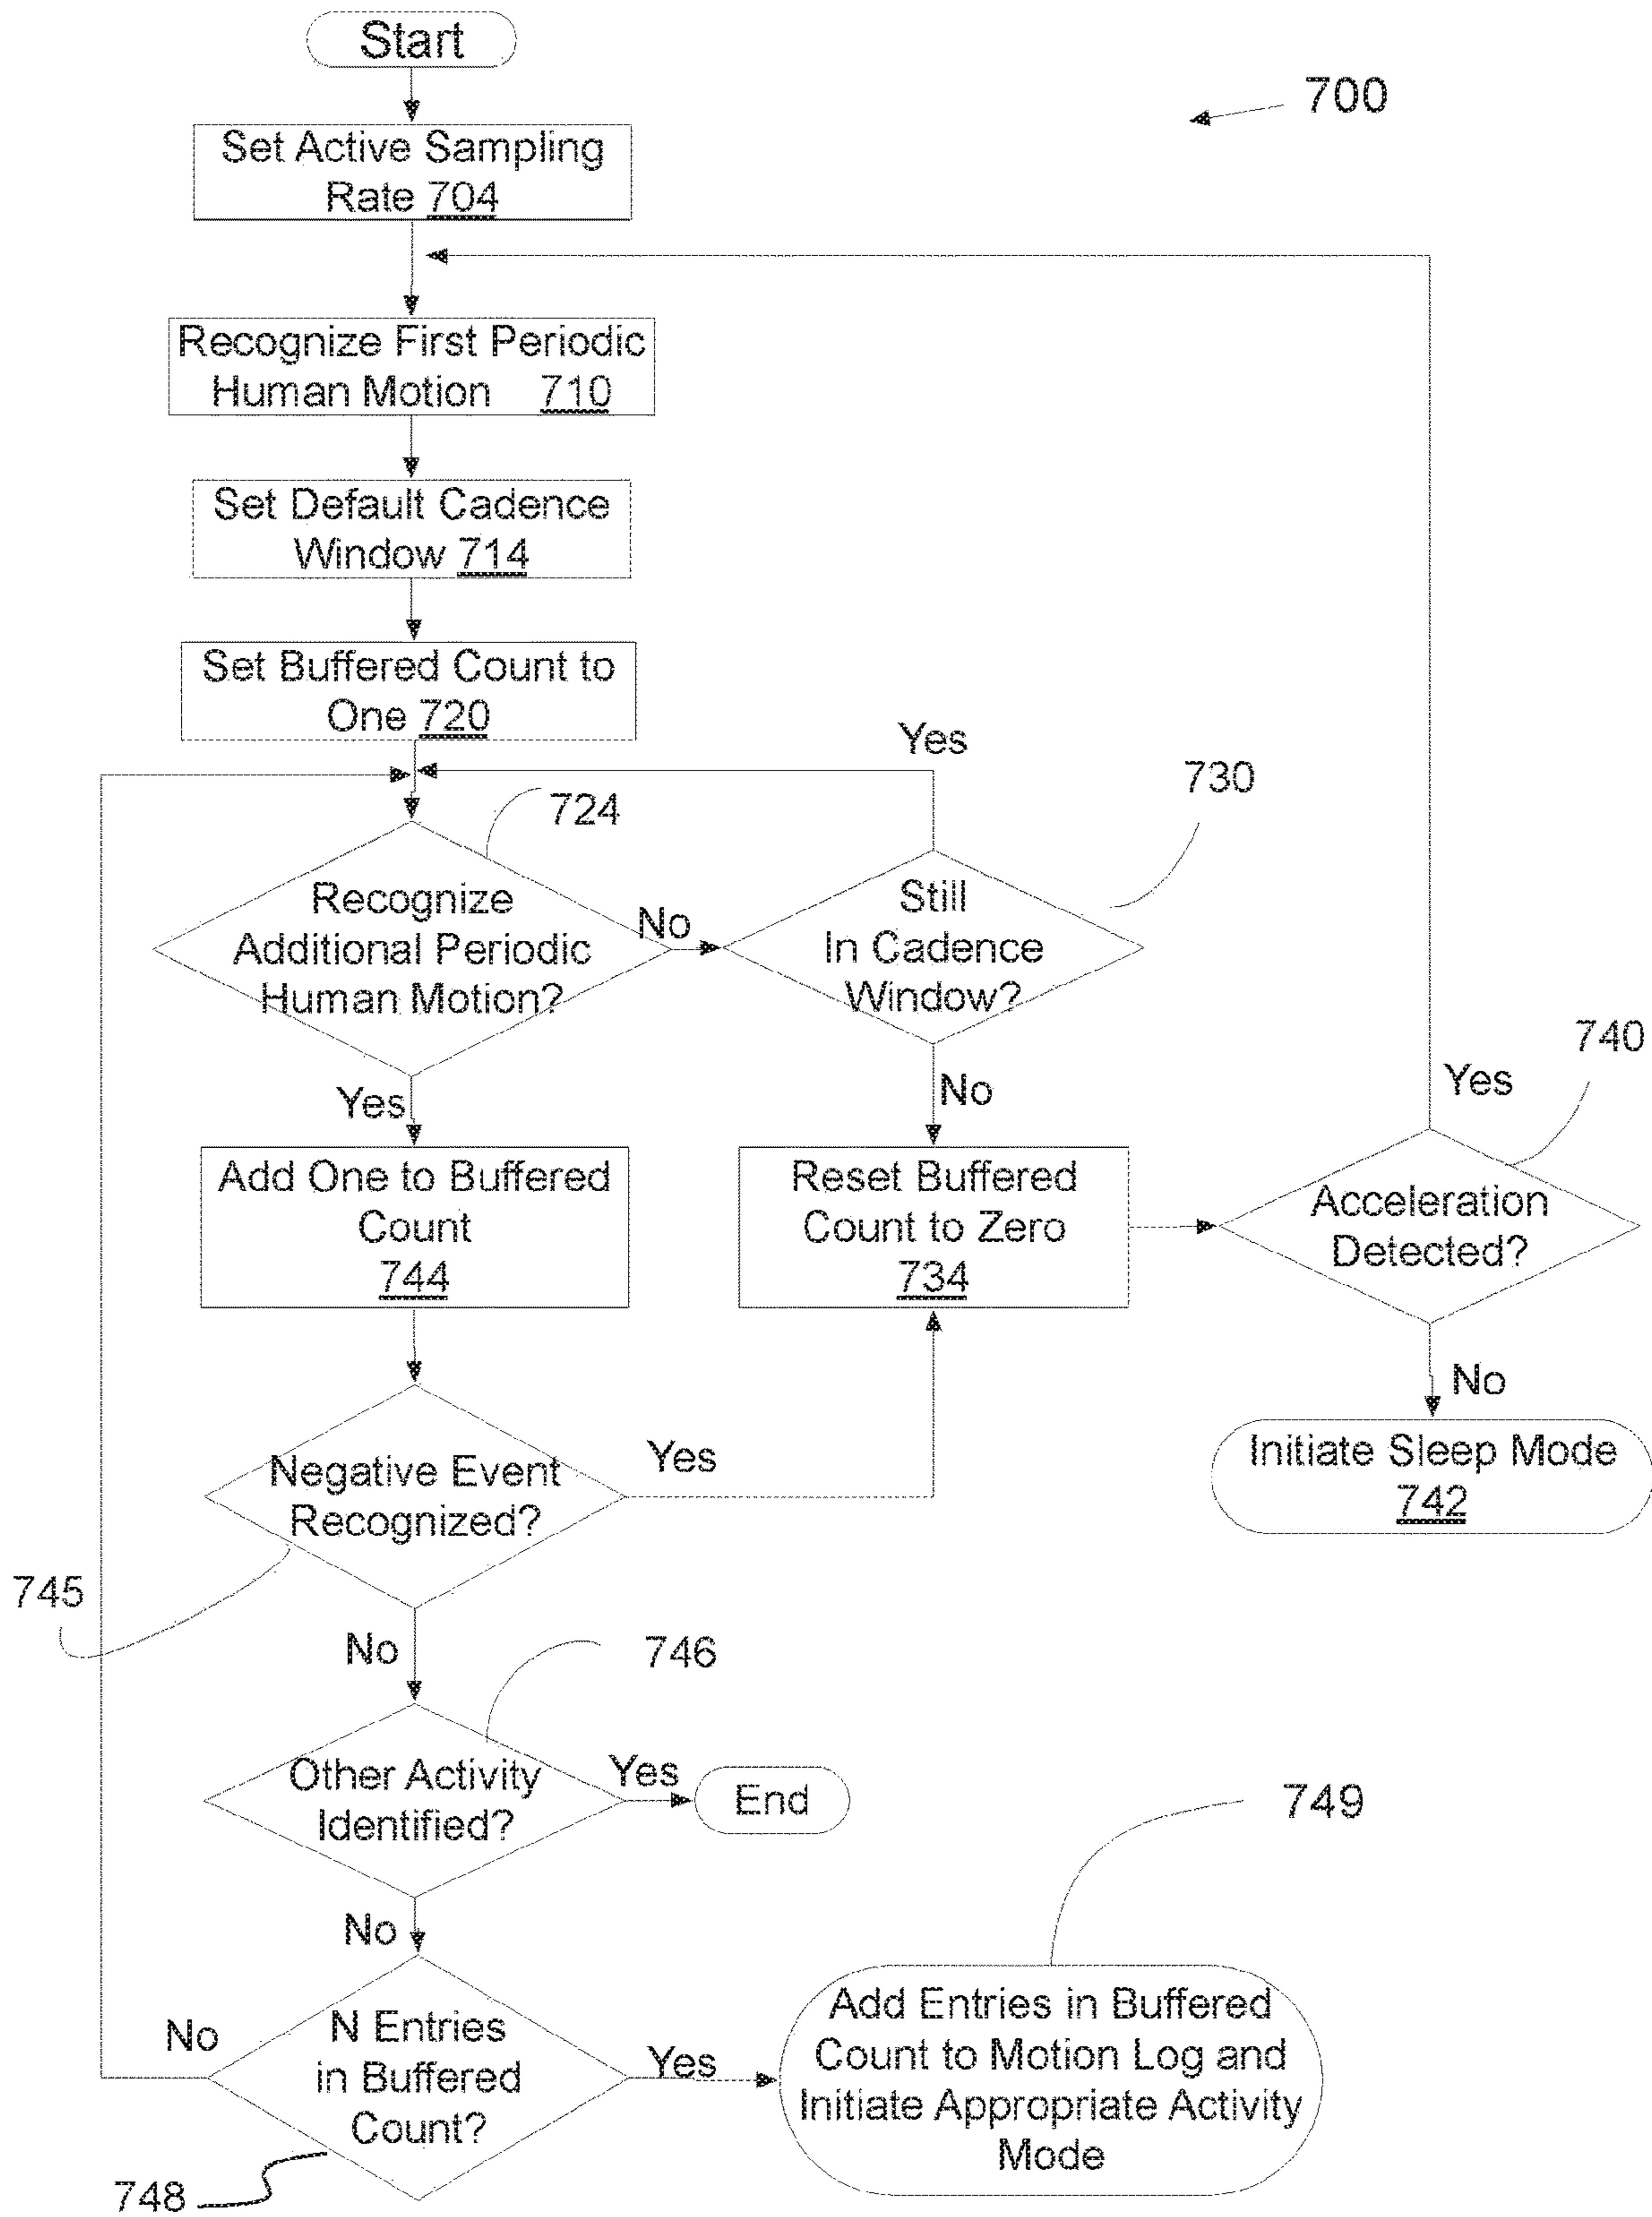 Start
700
Set Active Sampling
Rate 704
Recognize First Periodic
Human Motion 710
Set Default Cadence
Window 714
Set Buffered Count to
One 720
Yes
730
724
Recognize
Additional Periodic
Human Motion?
No
Still
In Cadence
Window?
740
Yes
No
Yes
Add One to Buffered
Count
744
Reset Buffered
Count to Zero
734
Acceleration
Detected?
No
Negative Event
Recognized?
Yes
Initiate Sleep Mode
742
745
No
746
Other Activity
Identified?
Yes
End
749
No
No
N Entries
in Buffered
Count?
Yes
Add Entries in Buffered
Count to Motion Log and
Initiate Appropriate Activity
Mode
748